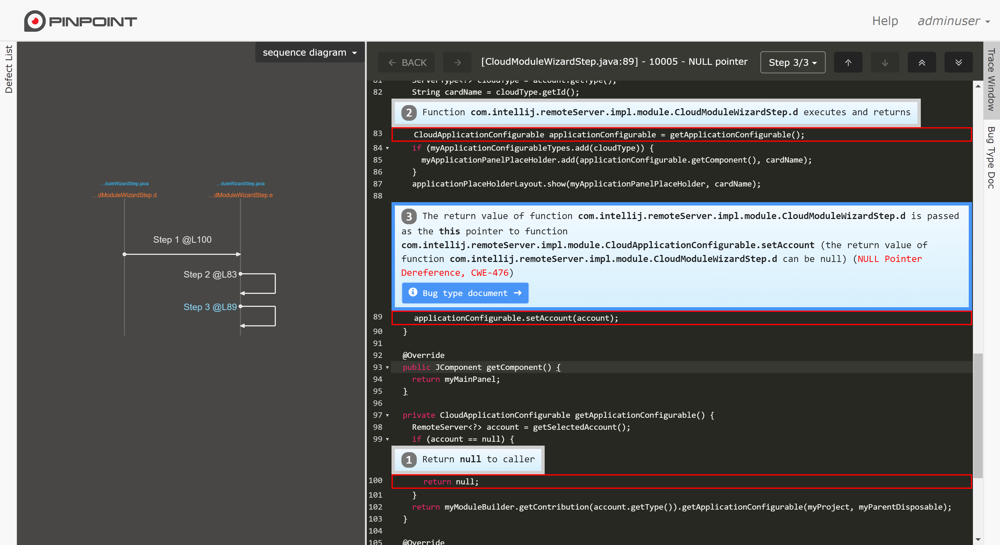 PINPOINT
Help
adminuser
Defect List
sequence diagram
...duleWizardStep.java
...duleWizardStep.java
...dModuleWizardStep.d
...dModuleWizardStep.e
Step 1 @L100
Step 2 @L83
Step 3 @L89
← BACK → [CloudModuleWizardStep.java:89] - 10005 - NULL pointer Step 3/3
81 ServerType<?> cloudType = account.getType();
82 String cardName = cloudType.getId();
2 Function com.intellij.remoteServer.impl.module.CloudModuleWizardStep.d executes and returns
83 CloudApplicationConfigurable applicationConfigurable = getApplicationConfigurable();
84 if (myApplicationConfigurableTypes.add(cloudType)) {
85 myApplicationPanelPlaceHolder.add(applicationConfigurable.getComponent(), cardName);
86 }
87 applicationPlaceHolderLayout.show(myApplicationPanelPlaceHolder, cardName);
88
3 The return value of function com.intellij.remoteServer.impl.module.CloudModuleWizardStep.d is passed
as the this pointer to function
com.intellij.remoteServer.impl.module.CloudApplicationConfigurable.setAccount (the return value of
function com.intellij.remoteServer.impl.module.CloudModuleWizardStep.d can be null) (NULL Pointer
Dereference, CWE-476)
Bug type document →
89 applicationConfigurable.setAccount(account);
90 }
91
92 @Override
93 public JComponent getComponent() {
94 return myMainPanel;
95 }
96
97 private CloudApplicationConfigurable getApplicationConfigurable() {
98 RemoteServer<?> account = getSelectedAccount();
99 if (account == null) {
1 Return null to caller
100 return null;
101 }
102 return myModuleBuilder.getContribution(account.getType()).getApplicationConfigurable(myProject, myParentDisposable);
103 }
104
105 @Override
Trace Window
Bug Type Doc